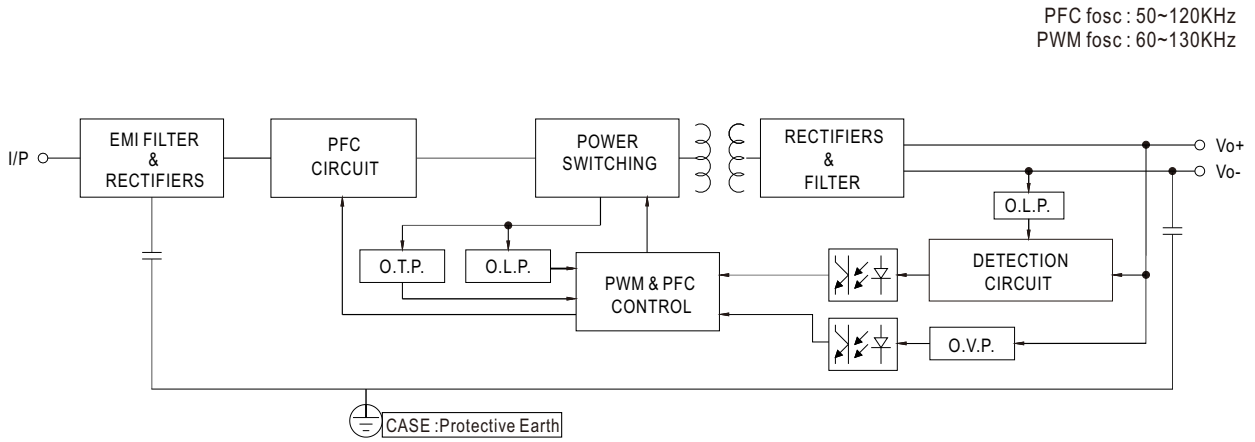 PFC fosc : 50~120KHz
PWM fosc : 60~130KHz
I/P
EMI FILTER
&
RECTIFIERS
PFC
CIRCUIT
POWER
SWITCHING
RECTIFIERS
&
FILTER
Vo+
Vo-
O.L.P.
O.T.P.
O.L.P.
PWM & PFC
CONTROL
DETECTION
CIRCUIT
O.V.P.
CASE :Protective Earth